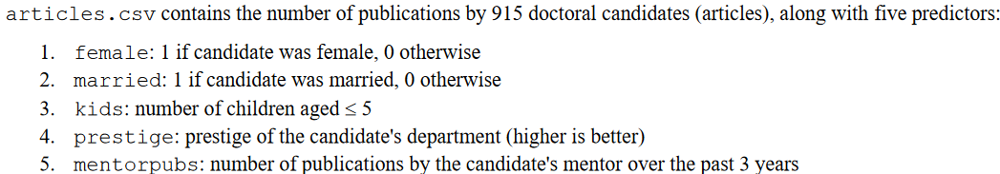 articles.csv contains the number of publications by 915 doctoral candidates (articles), along with five predictors:
1. female: 1 if candidate was female, 0 otherwise
2. married: 1 if candidate was married, 0 otherwise
3. kids: number of children aged ≤ 5
4. prestige: prestige of the candidate's department (higher is better)
5. mentorpubs: number of publications by the candidate's mentor over the past 3 years